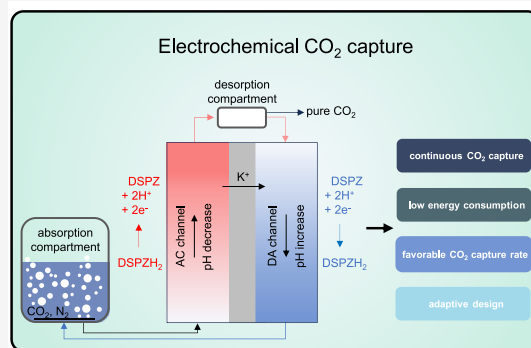 Electrochemical CO₂ capture
desorption
compartment
pure CO₂
K⁺
DSPZ
+ 2H⁺
+ 2e⁻
DSPZH₂
AC channel
pH decrease
DA channel
pH increase
DSPZ
+ 2H⁺
+ 2e⁻
DSPZH₂
absorption
compartment
CO₂, N₂
continuous CO₂ capture
low energy consumption
favorable CO₂ capture rate
adaptive design